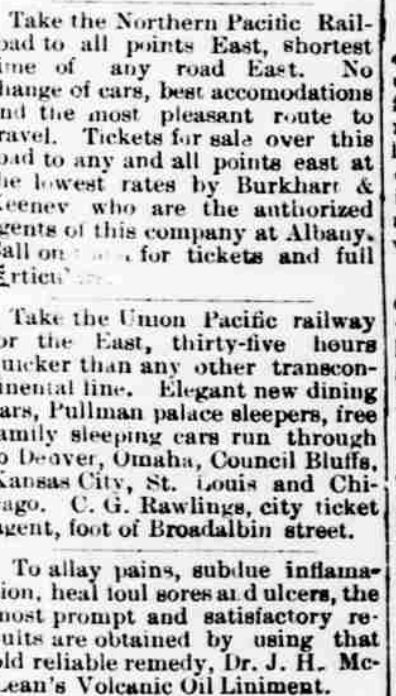 Take the Northern Pacific Rail-
oad to all points East, shortest
ime of any road East. No
hange of cars, best accomodations
nd the most pleasant route to
ravel. Tickets for sale over this
oad to any and all points east at
he lowest rates by Burkhart &
eeney who are the authorized
gents of this company at Albany.
all on for tickets and full
Take the Union Pacific railway
or the East, thirty-five hours
uicker than any other transcon-
inental line. Elegant new dining
ars, Pullman palace sleepers, free
amily sleeping cars run through
o Denver, Omaha, Council Bluffs,
Kansas City, St. Louis and Chi-
ago. C. G. Rawlings, city ticket
agent, foot of Broadalbin street.
To allay pains, subdue inflama-
ion, heal foul sores and ulcers, the
most prompt and satisfactory re-
ults are obtained by using that
old reliable remedy, Dr. J. H. Mc-
Lean's Volcanic Oil Liniment.